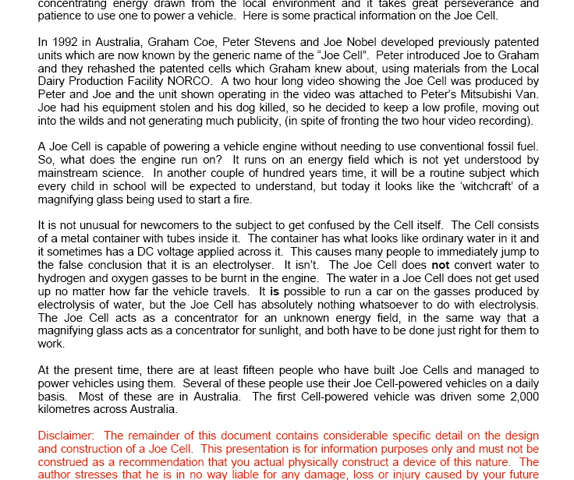 concentrating energy drawn from the local environment and it takes great perseverance and
patience to use one to power a vehicle.  Here is some practical information on the Joe Cell.
In 1992 in Australia, Graham Coe, Peter Stevens and Joe Nobel developed previously patented
units which are now known by the generic name of the “Joe Cell”.  Peter introduced Joe to Graham
and they rehashed the patented cells which Graham knew about, using materials from the Local
Dairy Production Facility NORCO.  A two hour long video showing the Joe Cell was produced by
Peter and Joe and the unit shown operating in the video was attached to Peter’s Mitsubishi Van.
Joe had his equipment stolen and his dog killed, so he decided to keep a low profile, moving out
into the wilds and not generating much publicity, (in spite of fronting the two hour video recording).
A Joe Cell is capable of powering a vehicle engine without needing to use conventional fossil fuel.
So, what does the engine run on?  It runs on an energy field which is not yet understood by
mainstream science.  In another couple of hundred years time, it will be a routine subject which
every child in school will be expected to understand, but today it looks like the ‘witchcraft’ of a
magnifying glass being used to start a fire.
It is not unusual for newcomers to the subject to get confused by the Cell itself.  The Cell consists
of a metal container with tubes inside it.  The container has what looks like ordinary water in it and
it sometimes has a DC voltage applied across it.  This causes many people to immediately jump to
the false conclusion that it is an electrolyser.  It isn’t.  The Joe Cell does not convert water to
hydrogen and oxygen gasses to be burnt in the engine.  The water in a Joe Cell does not get used
up no matter how far the vehicle travels.  It is possible to run a car on the gasses produced by
electrolysis of water, but the Joe Cell has absolutely nothing whatsoever to do with electrolysis.
The Joe Cell acts as a concentrator for an unknown energy field, in the same way that a
magnifying glass acts as a concentrator for sunlight, and both have to be done just right for them to
work.
At the present time, there are at least fifteen people who have built Joe Cells and managed to
power vehicles using them.  Several of these people use their Joe Cell-powered vehicles on a daily
basis.  Most of these are in Australia.  The first Cell-powered vehicle was driven some 2,000
kilometres across Australia.
Disclaimer:  The remainder of this document contains considerable specific detail on the design
and construction of a Joe Cell.  This presentation is for information purposes only and must not be
construed as a recommendation that you actually physically construct a device of this nature.  The
author stresses that he is in no way liable for any damage, loss or injury caused by your future